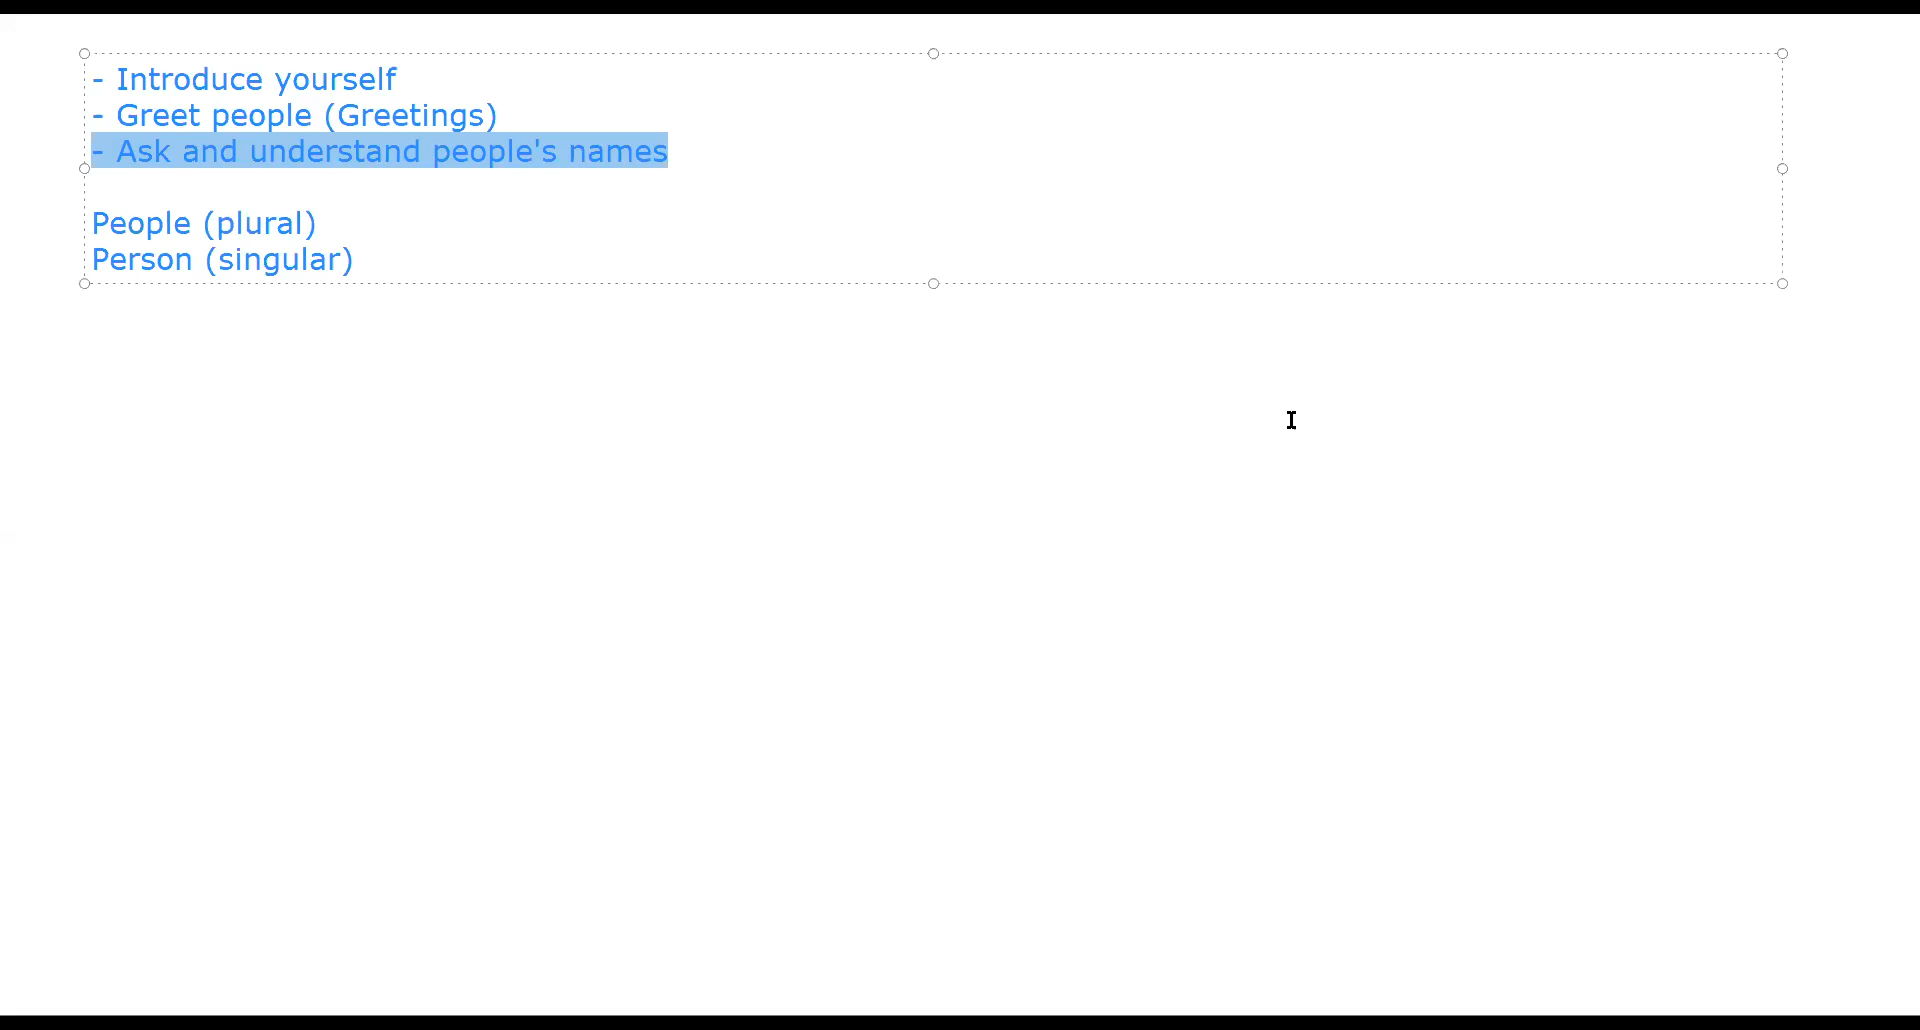 - Introduce yourself
- Greet people (Greetings)
- Ask and understand people's names
People (plural)
Person (singular)